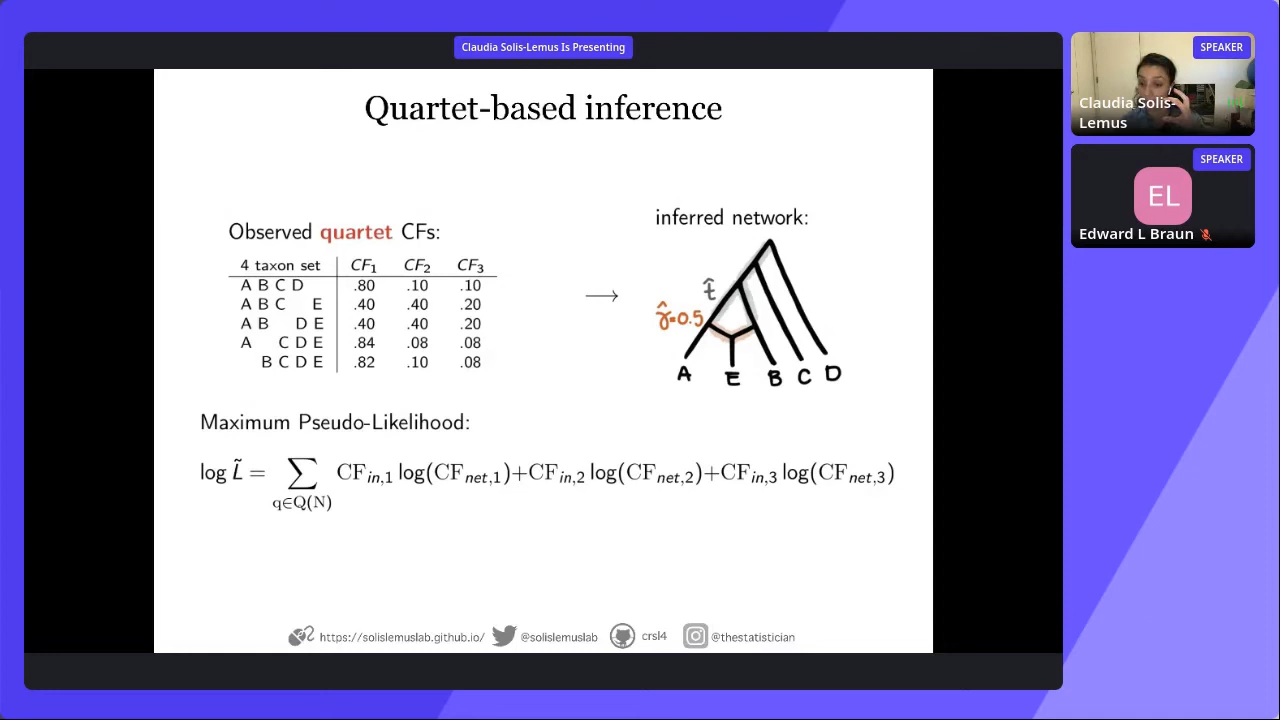 Claudia Solis-Lemus Is Presenting
Quartet-based inference
Observed quartet CFs:
4 taxon set CF1 CF2 CF3
A B C D .80 .10 .10
A B C E .40 .40 .20
A B D E .40 .40 .20
A C D E .84 .08 .08
B C D E .82 .10 .08
→
inferred network:
t̂
γ̂=0.5
A E B C D
Maximum Pseudo-Likelihood:
log L̃ = ∑ CF_in,1 log(CF_net,1)+CF_in,2 log(CF_net,2)+CF_in,3 log(CF_net,3)
q∈Q(N)
https://solislemuslab.github.io/ @solislemuslab crsl4 @thestatistician
SPEAKER
Claudia Solis-
Lemus
SPEAKER
EL
Edward L Braun